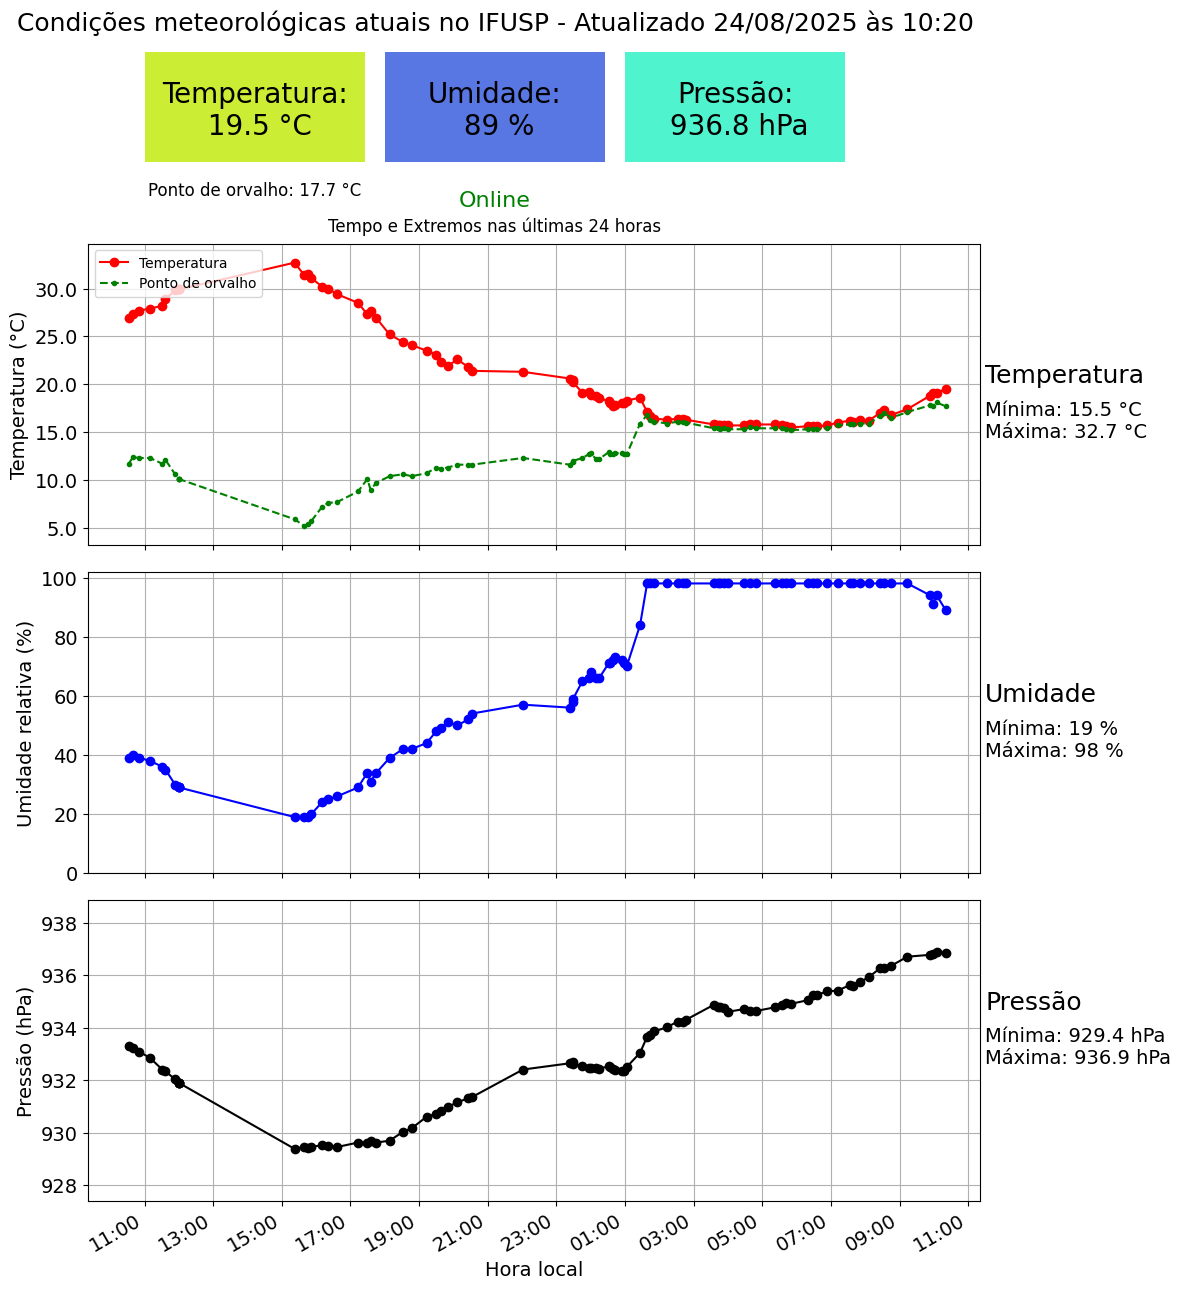 Condições meteorológicas atuais no IFUSP - Atualizado 24/08/2025 às 10:20
Temperatura:
19.5 °C
Umidade:
89 %
Pressão:
936.8 hPa
Ponto de orvalho: 17.7 °C
Online
Tempo e Extremos nas últimas 24 horas
Temperatura
Ponto de orvalho
Temperatura (°C)
30.0
25.0
20.0
15.0
10.0
5.0
Temperatura
Mínima: 15.5 °C
Máxima: 32.7 °C
Umidade relativa (%)
100
80
60
40
20
0
Umidade
Mínima: 19 %
Máxima: 98 %
Pressão (hPa)
938
936
934
932
930
928
Pressão
Mínima: 929.4 hPa
Máxima: 936.9 hPa
11:00
13:00
15:00
17:00
19:00
21:00
23:00
01:00
03:00
05:00
07:00
09:00
11:00
Hora local